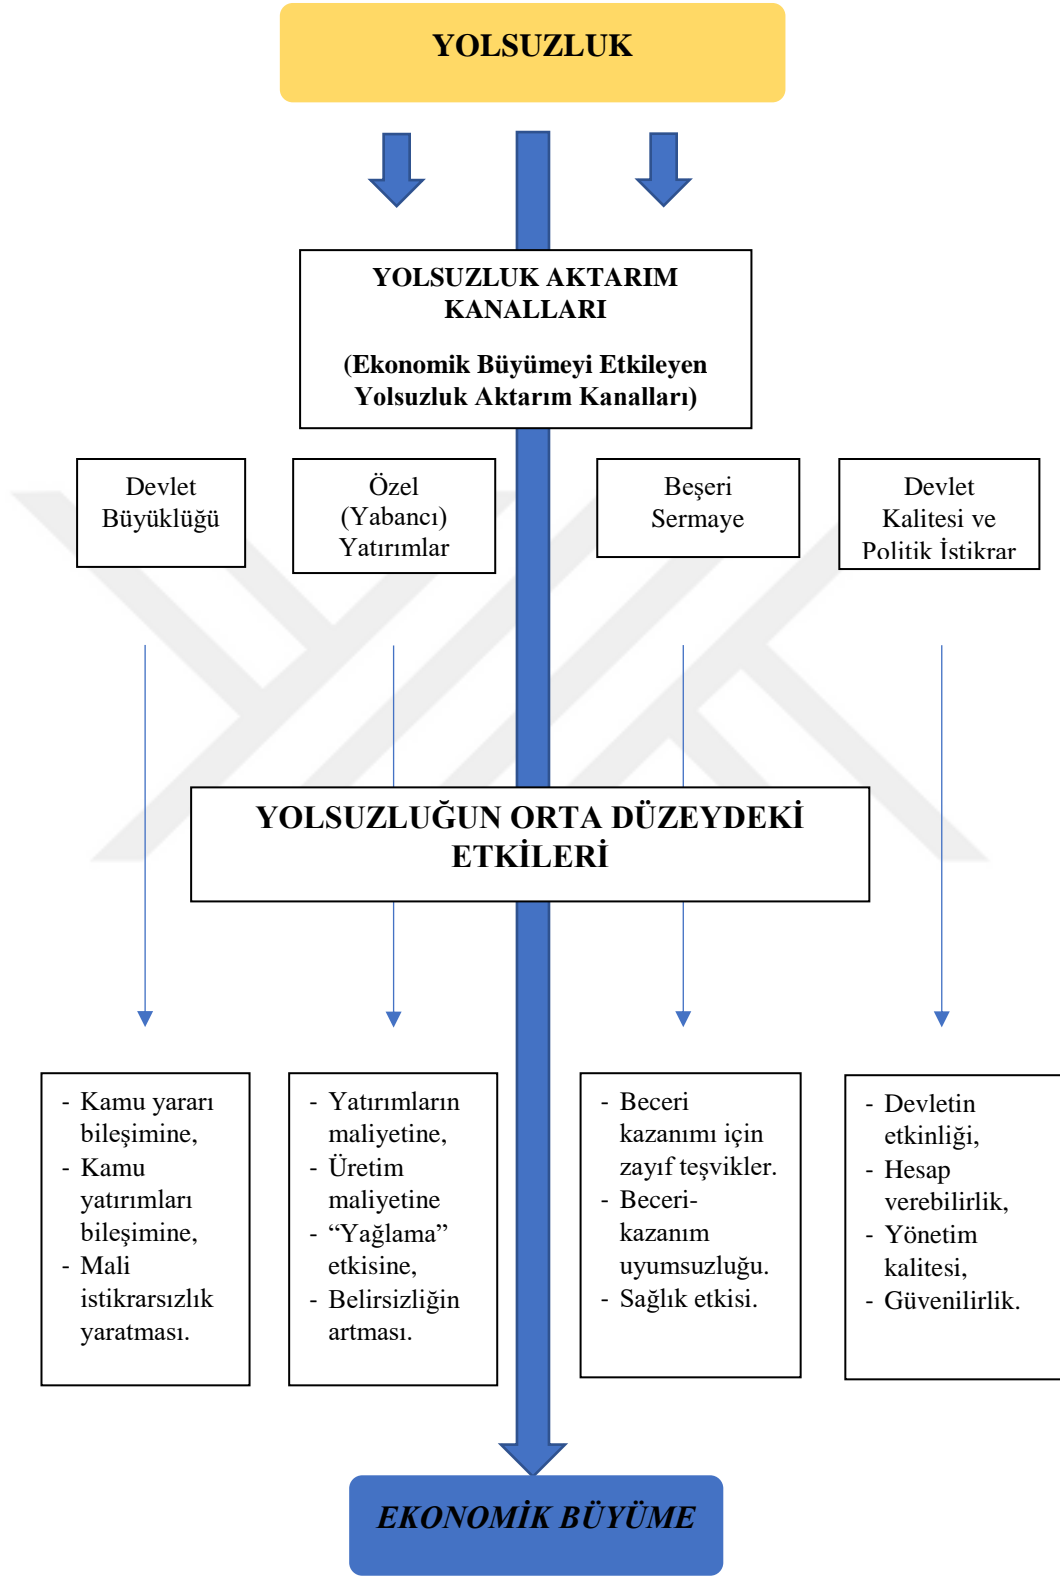 YOLSUZLUK
YOLSUZLUK AKTARIM
KANALLARI
(Ekonomik Büyümeyi Etkileyen
Yolsuzluk Aktarım Kanalları)
Devlet
Büyüklüğü
Özel
(Yabancı)
Yatırımlar
Beşeri
Sermaye
Devlet
Kalitesi ve
Politik İstikrar
YOLSUZLUĞUN ORTA DÜZEYDEKİ
ETKİLERİ
- Kamu yararı
bileşimine,
- Kamu
yatırımları
bileşimine,
- Mali
istikrarsızlık
yaratması.
- Yatırımların
maliyetine,
- Üretim
maliyetine
- “Yağlama”
etkisine,
- Belirsizliğin
artması.
- Beceri
kazanımı için
zayıf teşvikler.
- Beceri-
kazanım
uyumsuzluğu.
- Sağlık etkisi.
- Devletin
etkinliği,
- Hesap
verebilirlik,
- Yönetim
kalitesi,
- Güvenilirlik.
EKONOMİK BÜYÜME